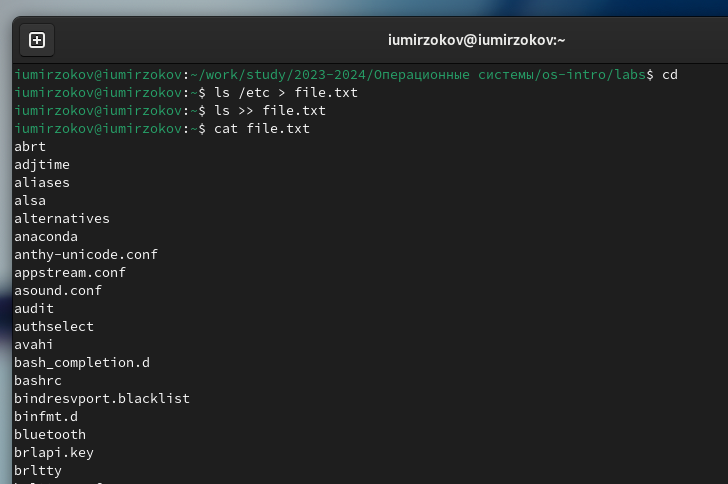 iumirzokov@iumirzokov:~
iumirzokov@iumirzokov:~/work/study/2023-2024/Операционные системы/os-intro/labs$ cd
iumirzokov@iumirzokov:~$ ls /etc > file.txt
iumirzokov@iumirzokov:~$ ls >> file.txt
iumirzokov@iumirzokov:~$ cat file.txt
abrt
adjtime
aliases
alsa
alternatives
anaconda
anthy-unicode.conf
appstream.conf
asound.conf
audit
authselect
avahi
bash_completion.d
bashrc
bindresvport.blacklist
binfmt.d
bluetooth
brlapi.key
brltty